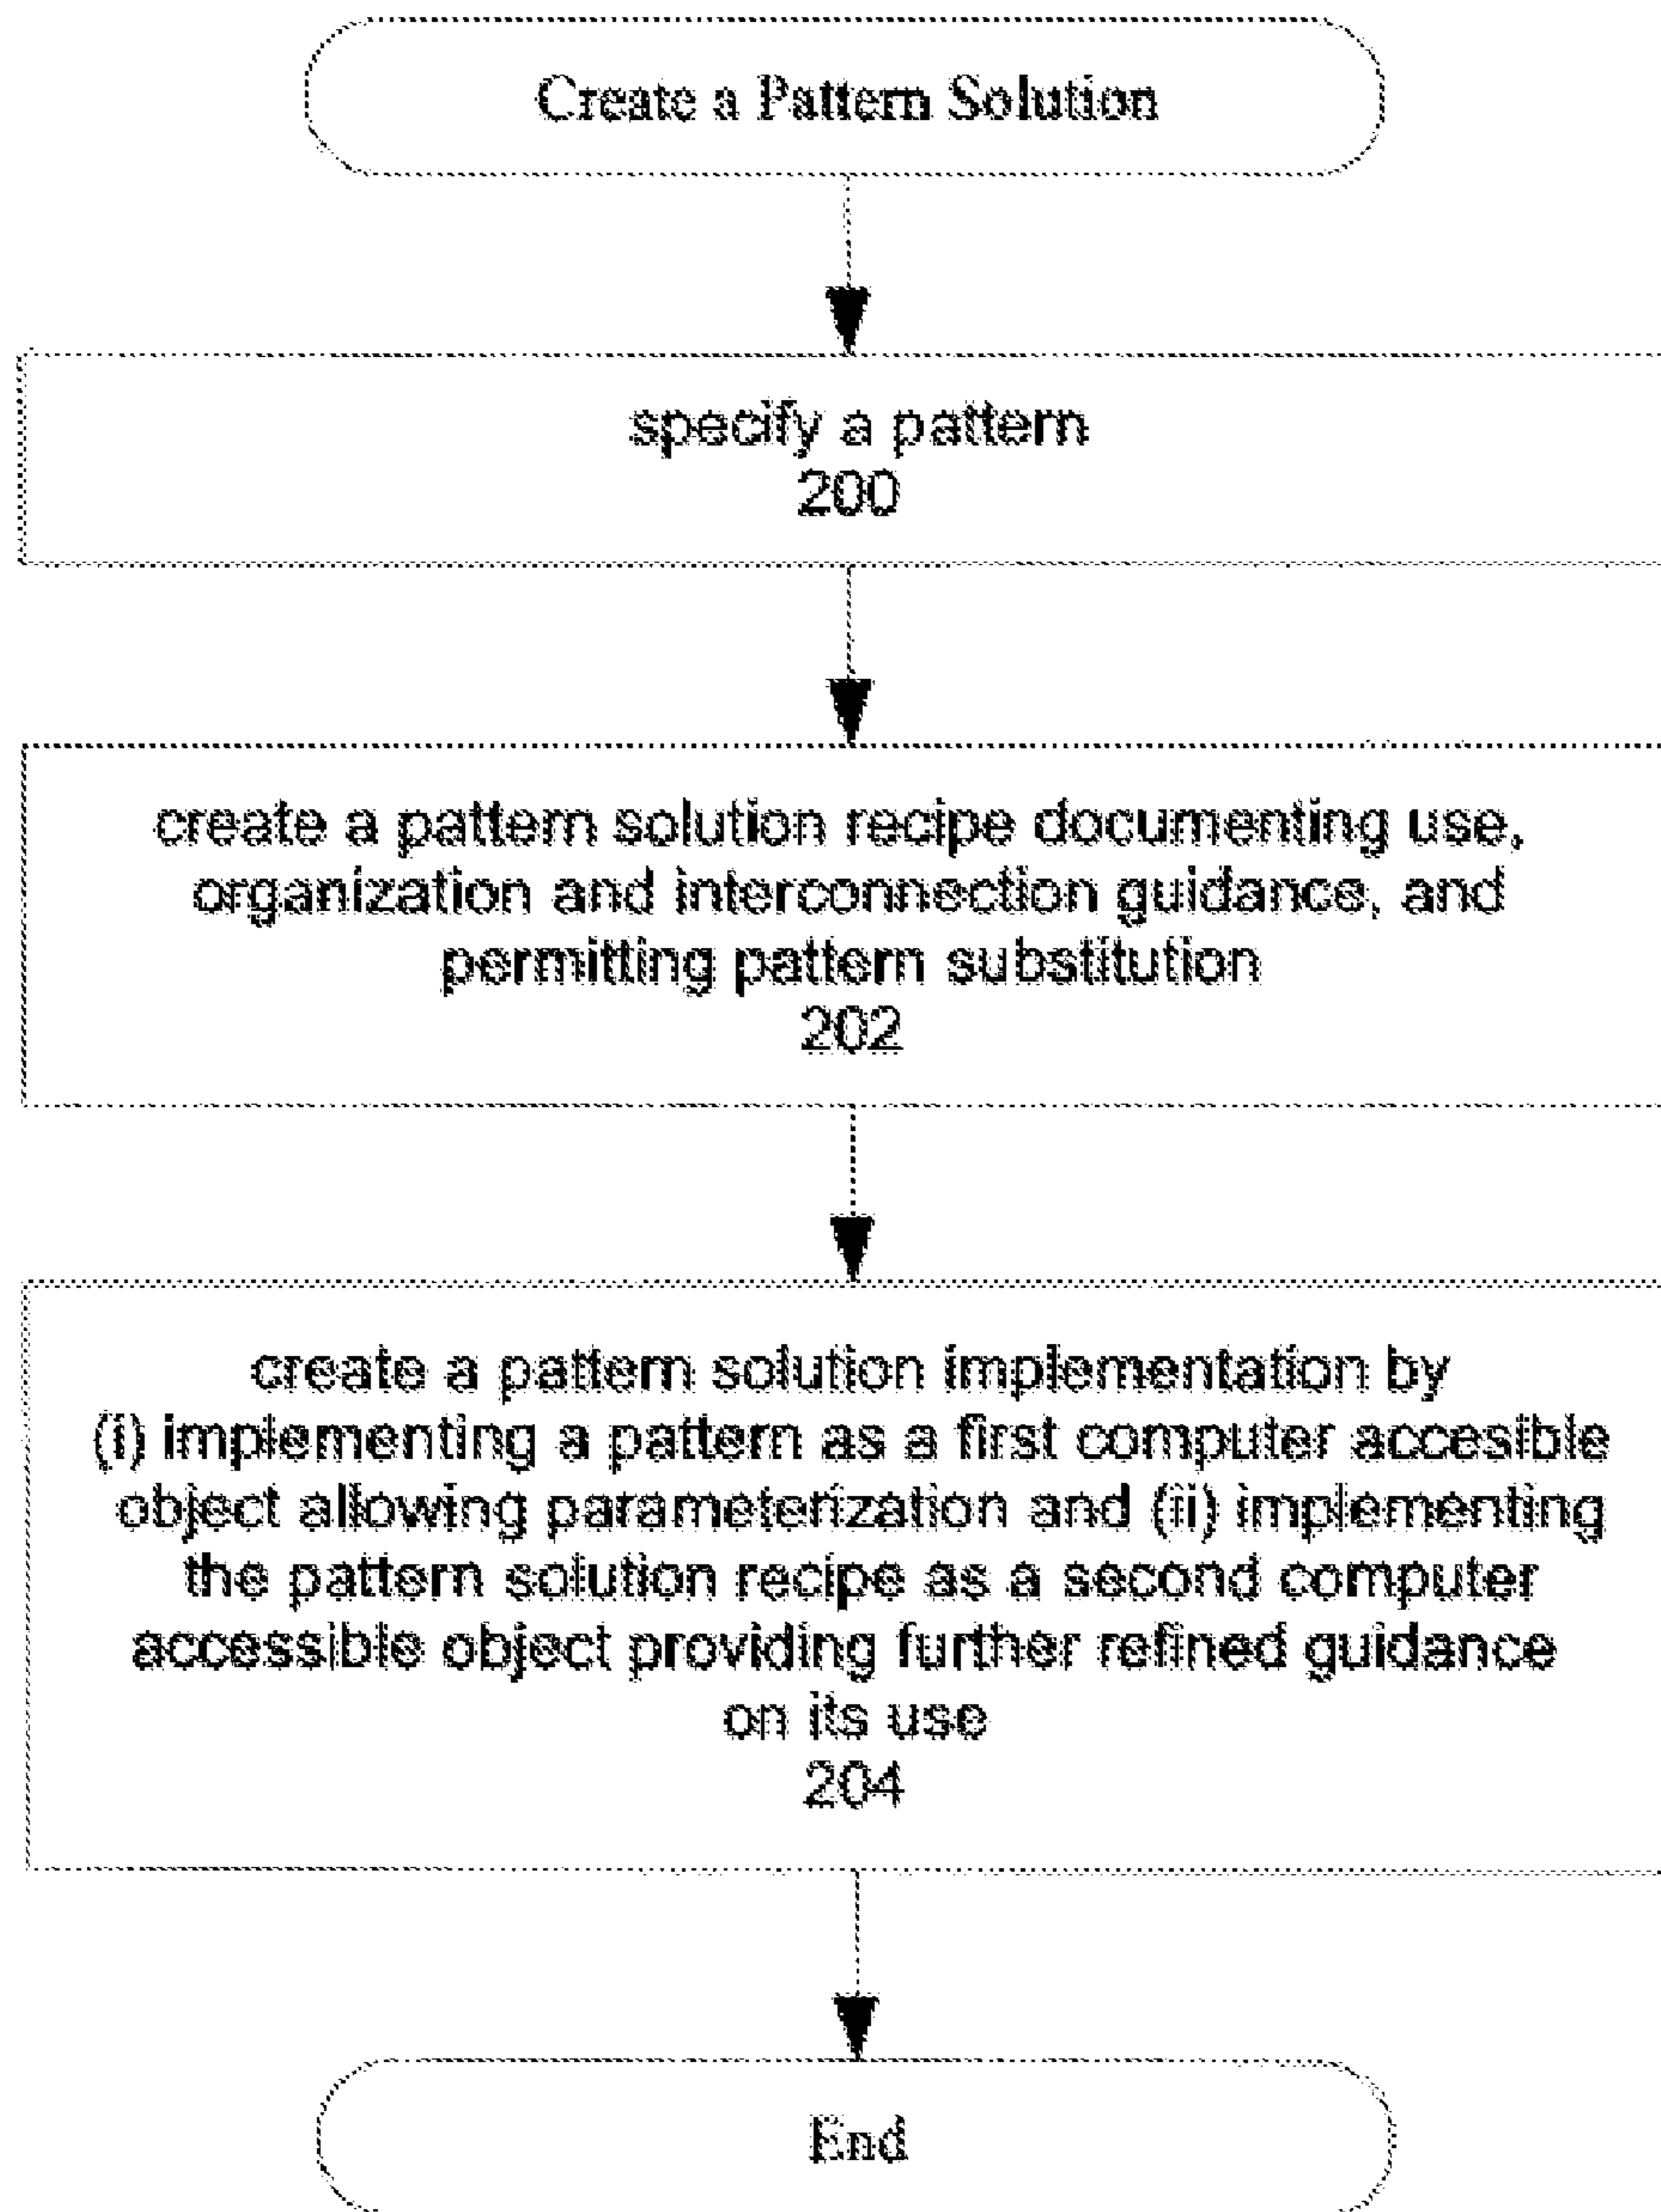 Create a Pattern Solution
specify a pattern
200
create a pattern solution recipe documenting use,
organization and interconnection guidance, and
permitting pattern substitution
202
create a pattern solution implementation by
(i) implementing a pattern as a first computer accesible
object allowing parameterization and (ii) implementing
the pattern solution recipe as a second computer
accessible object providing further refined guidance
on its use
204
End